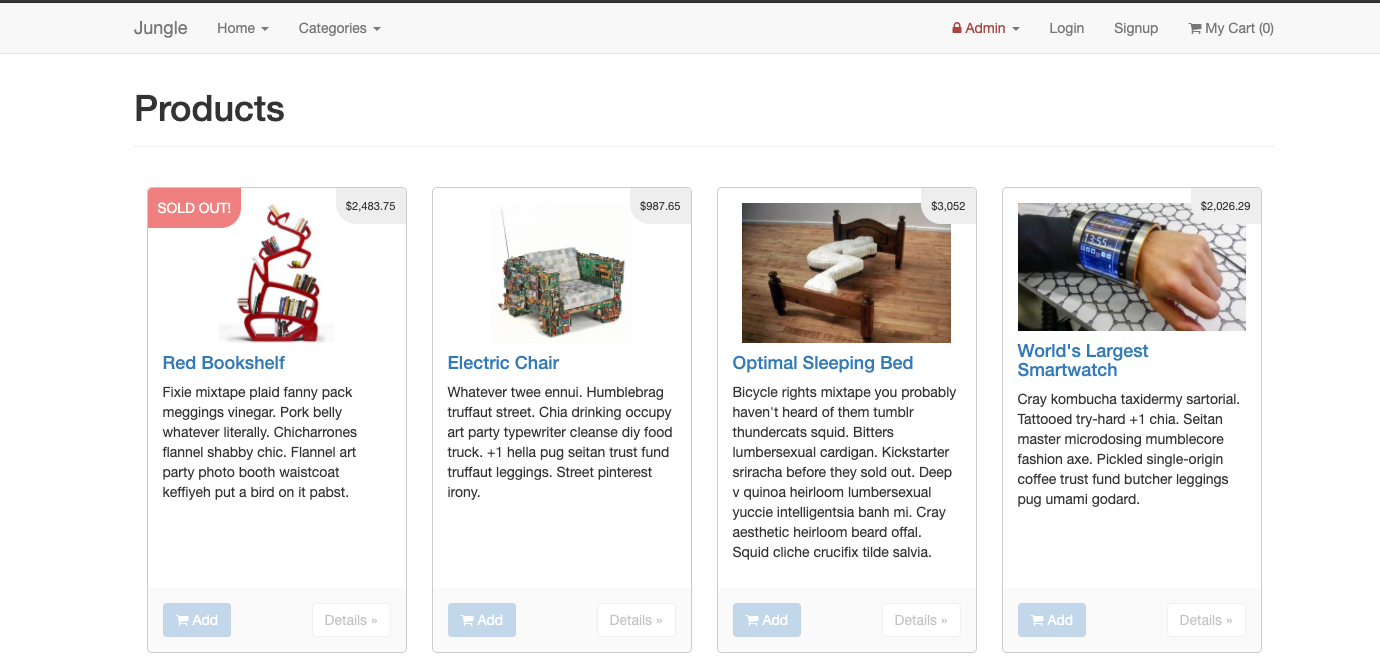 Jungle Home Categories Admin Login Signup My Cart (0)
Products
SOLD OUT! $2,483.75
Red Bookshelf
Fixie mixtape plaid fanny pack
meggings vinegar. Pork belly
whatever literally. Chicharrones
flannel shabby chic. Flannel art
party photo booth waistcoat
keffiyeh put a bird on it pabst.
Add Details »
$987.65
Electric Chair
Whatever twee ennui. Humblebrag
truffaut street. Chia drinking occupy
art party typewriter cleanse diy food
truck. +1 hella pug seitan trust fund
truffaut leggings. Street pinterest
irony.
Add Details »
$3,052
Optimal Sleeping Bed
Bicycle rights mixtape you probably
haven't heard of them tumblr
thundercats squid. Bitters
lumbersexual cardigan. Kickstarter
sriracha before they sold out. Deep
v quinoa heirloom lumbersexual
yuccie intelligentsia banh mi. Cray
aesthetic heirloom beard offal.
Squid cliche crucifix tilde salvia.
Add Details »
$2,026.29
13:55
World's Largest
Smartwatch
Cray kombucha taxidermy sartorial.
Tattooed try-hard +1 chia. Seitan
master microdosing mumblecore
fashion axe. Pickled single-origin
coffee trust fund butcher leggings
pug umami godard.
Add Details »